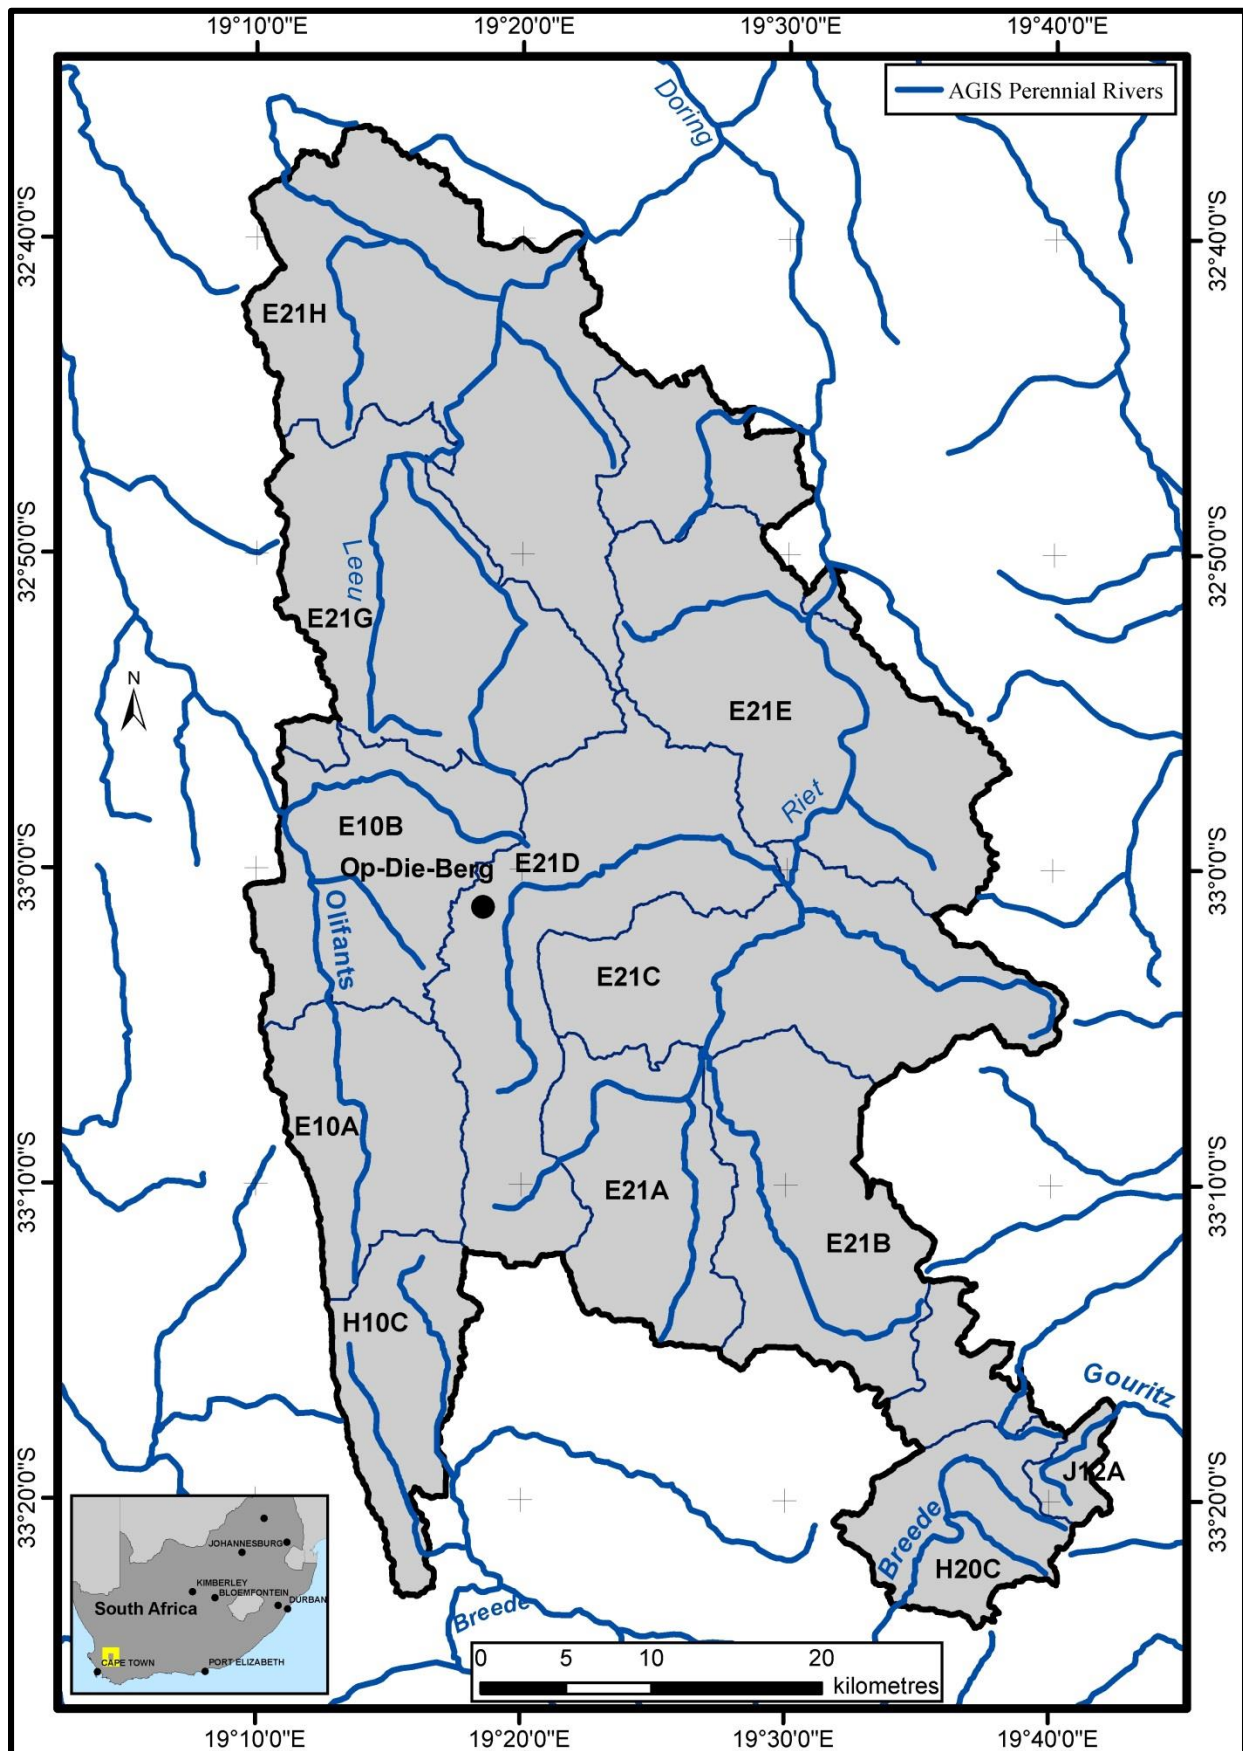 19°10'0"E
19°20'0"E
19°30'0"E
19°40'0"E
AGIS Perennial Rivers
Doring
32°40'0"S
32°40'0"S
E21H
32°50'0"S
32°50'0"S
Leeu
E21G
N
E21E
Riet
E10B
Op-Die-Berg
E21D
33°0'0"S
33°0'0"S
Olifants
E21C
E10A
33°10'0"S
33°10'0"S
E21A
E21B
H10C
Gouritz
J12A
33°20'0"S
33°20'0"S
Breede
H20C
JOHANNESBURG
KIMBERLEY
BLOEMFONTEIN
South Africa
DURBAN
CAPE TOWN
PORT ELIZABETH
Breede
0 5 10 20
kilometres
19°10'0"E
19°20'0"E
19°30'0"E
19°40'0"E